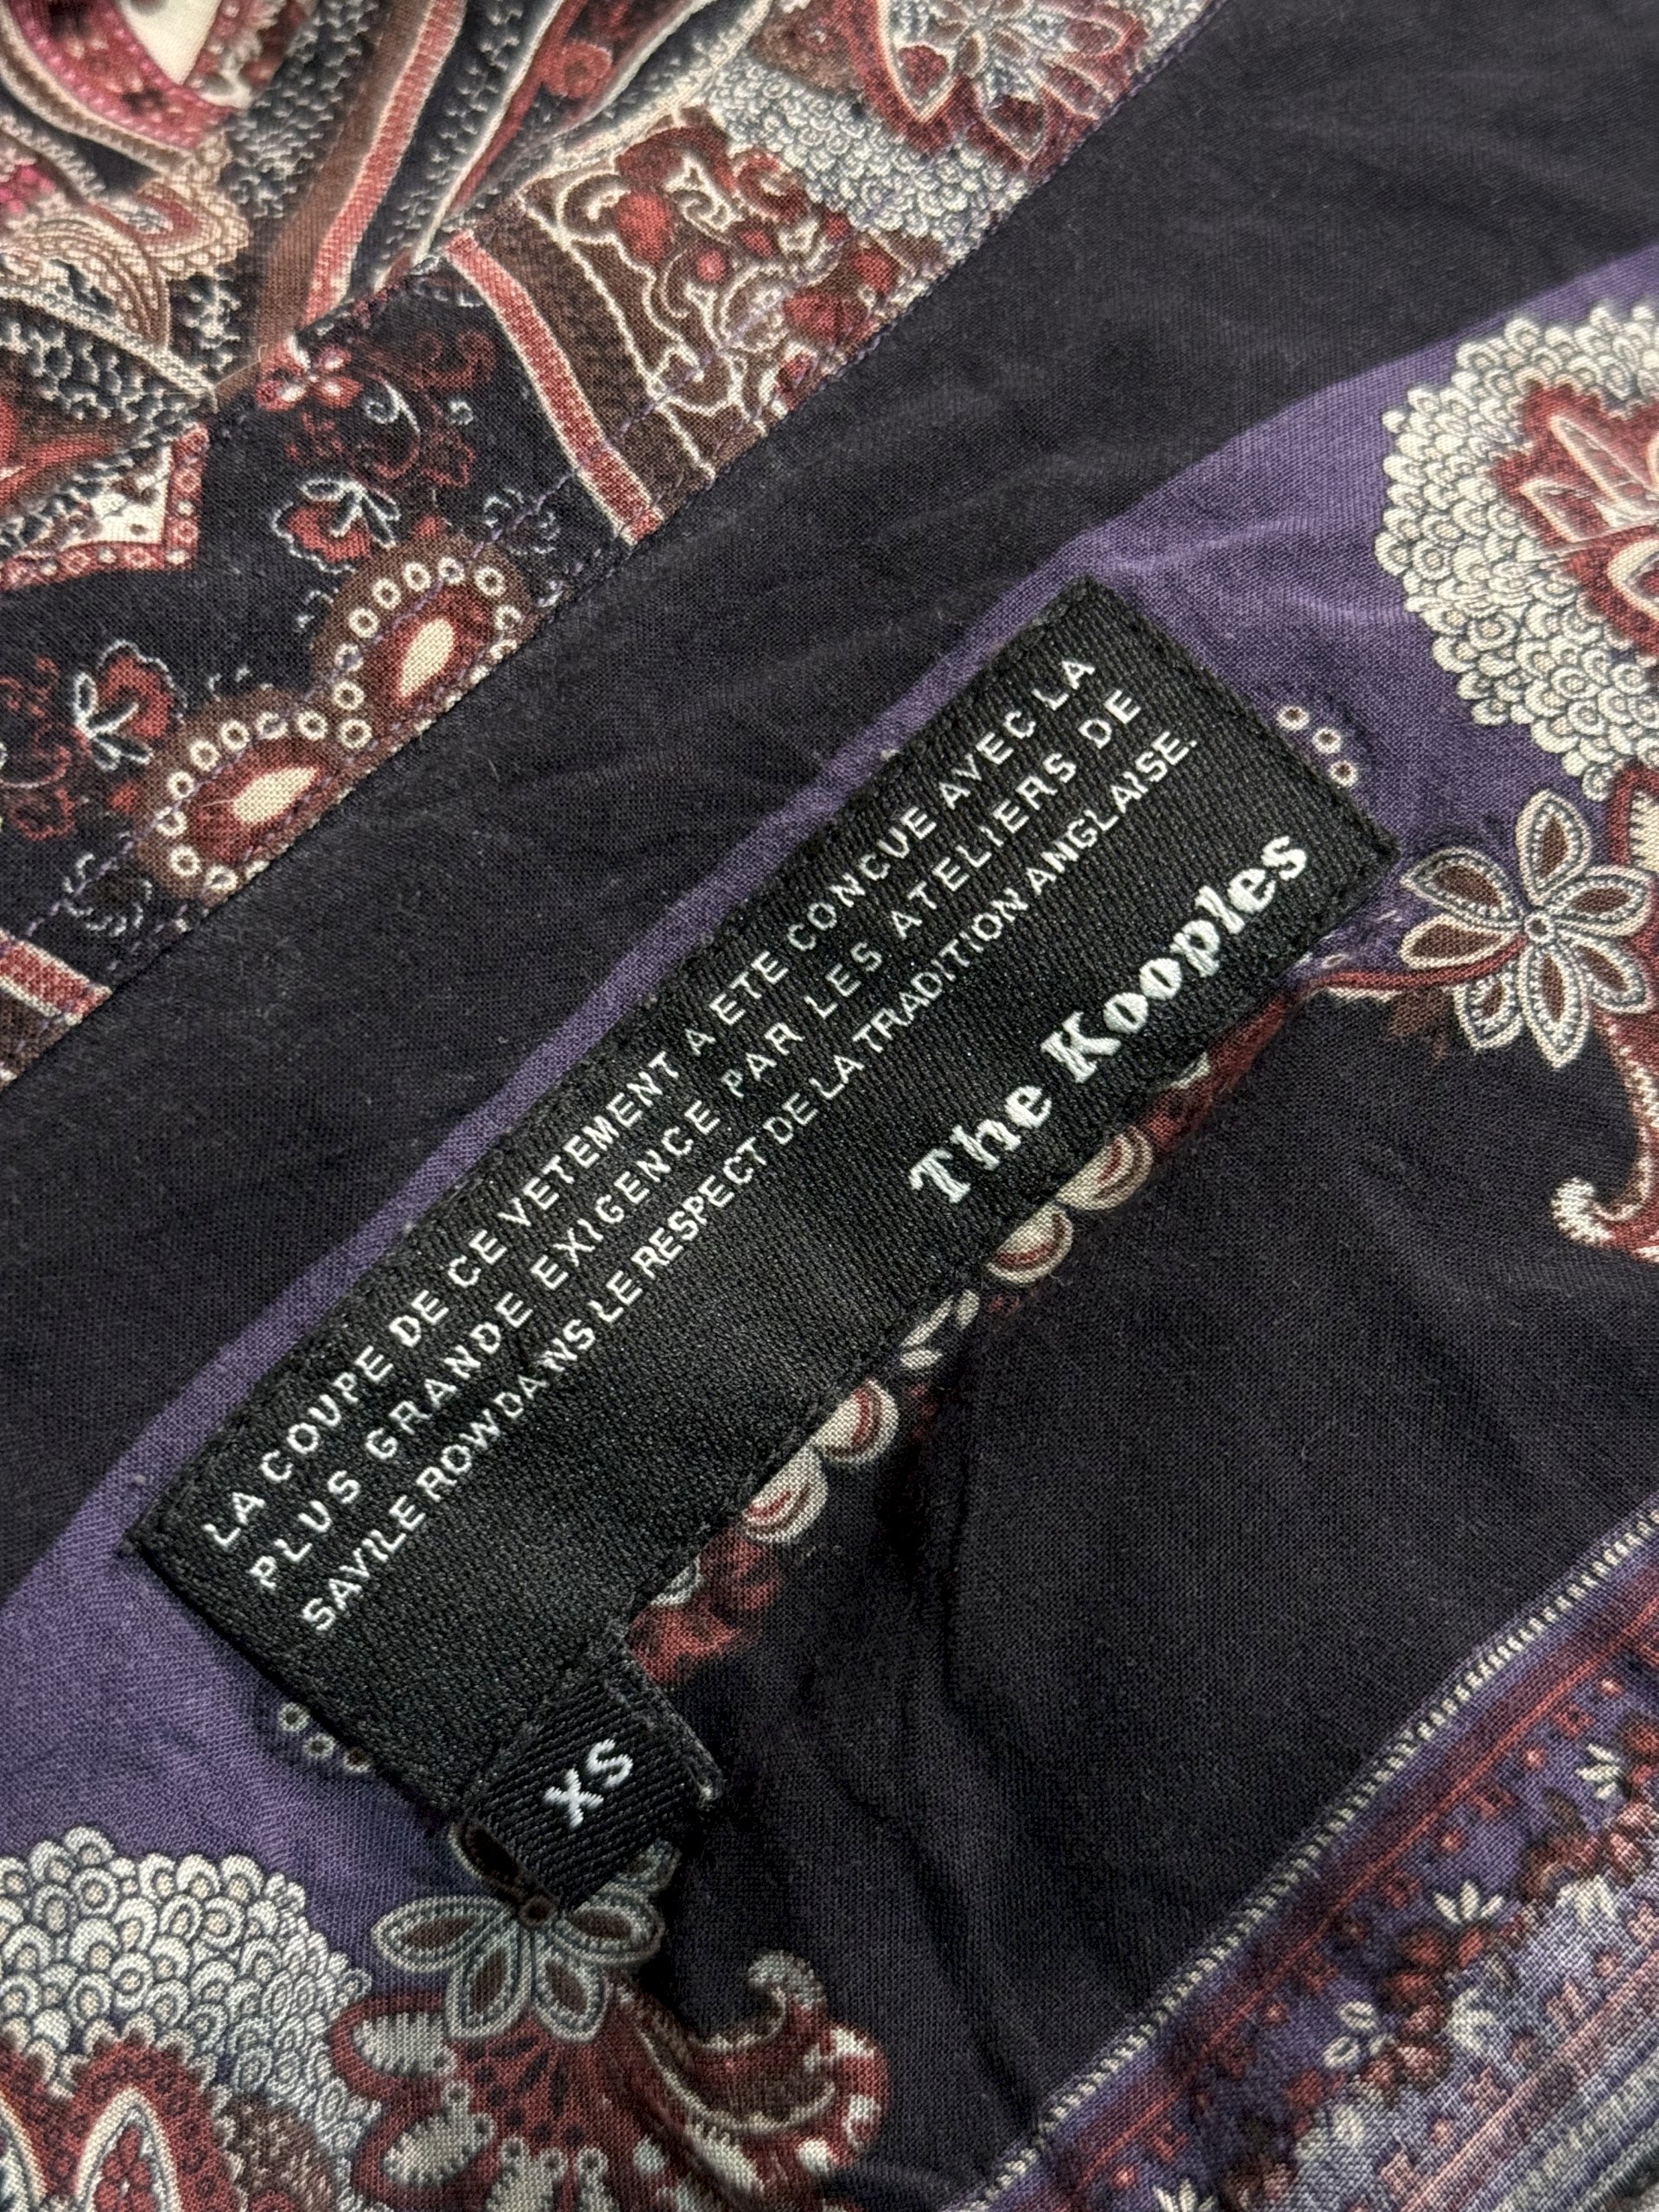 LA COUPE DE CE VETEMENT A ETE CONCUE AVEC LA
PLUS GRANDE EXIGENCE PAR LES ATELIERS DE
SAVILE ROW DANS LE RESPECT DE LA TRADITION ANGLAISE.
The Kooples
XS